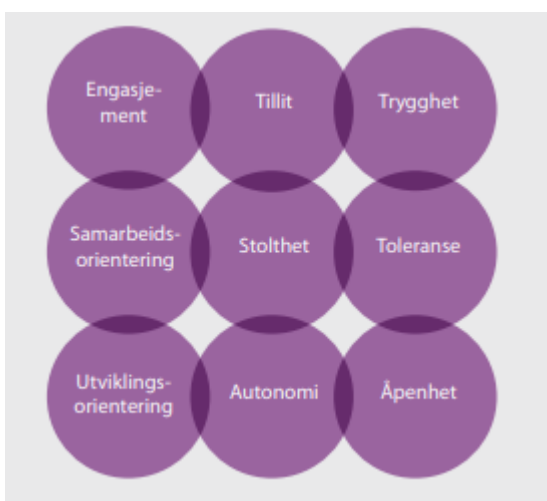 Engasje-
ment
Tillit
Trygghet
Samarbeids-
orientering
Stolthet
Toleranse
Utviklings-
orientering
Autonomi
Åpenhet